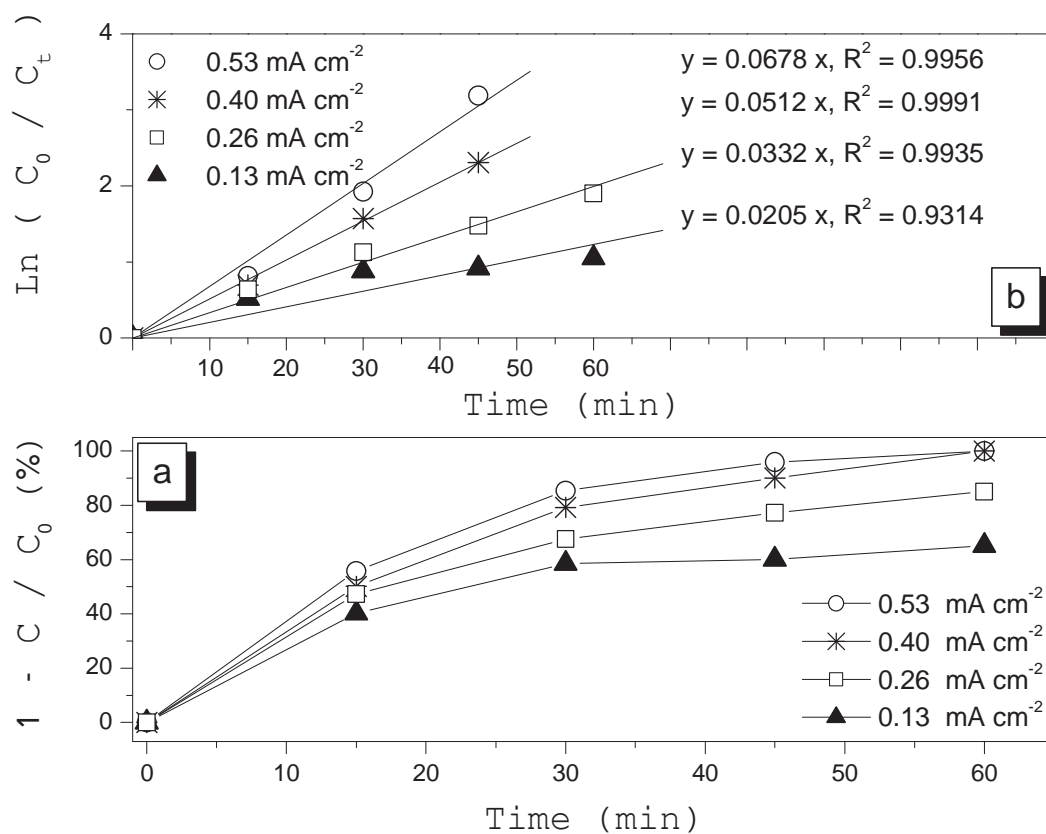 Ln ( C₀ / Cₜ )
4
2
0
0.53 mA cm⁻²
0.40 mA cm⁻²
0.26 mA cm⁻²
0.13 mA cm⁻²
y = 0.0678 x, R² = 0.9956
y = 0.0512 x, R² = 0.9991
y = 0.0332 x, R² = 0.9935
y = 0.0205 x, R² = 0.9314
b
10 20 30 40 50 60
Time (min)
1 - C / C₀ (%)
100
80
60
40
20
0
a
0.53 mA cm⁻²
0.40 mA cm⁻²
0.26 mA cm⁻²
0.13 mA cm⁻²
0 10 20 30 40 50 60
Time (min)